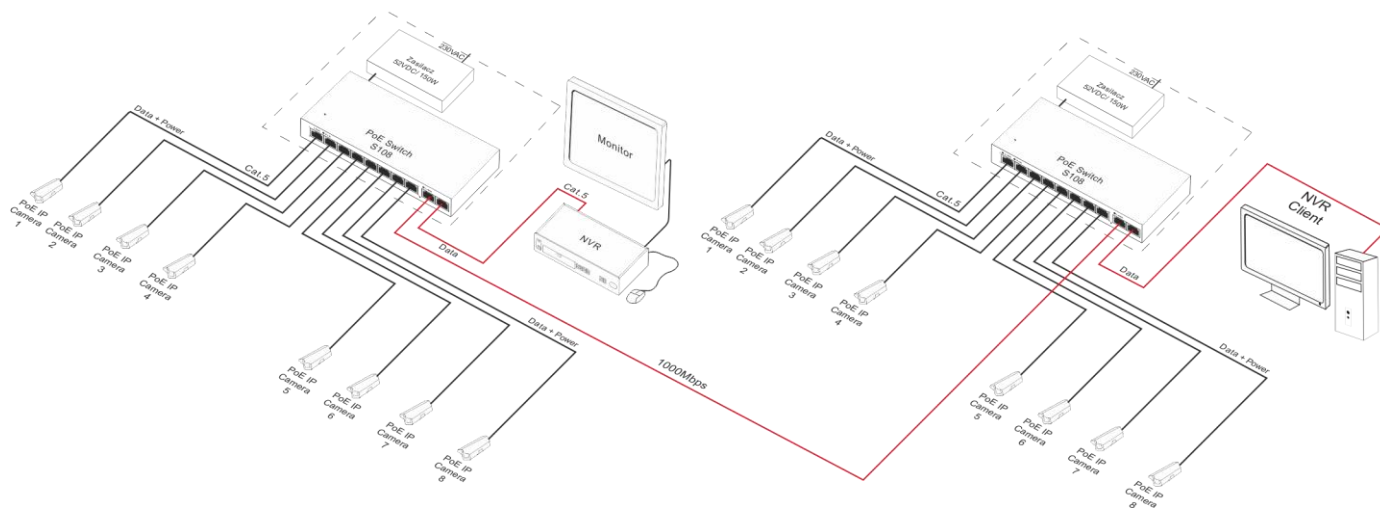 230VAC
Zasilacz
52VDC/ 150W
PoE Switch
S108
Data + Power
Cat.5
PoE IP
Camera
1
PoE IP
Camera
2
PoE IP
Camera
3
PoE IP
Camera
4
PoE IP
Camera
5
PoE IP
Camera
6
PoE IP
Camera
7
PoE IP
Camera
8
Data + Power
Monitor
Cat.5
NVR
Data
1000Mbps
230VAC
Zasilacz
52VDC/ 150W
PoE Switch
S108
Data + Power
Cat.5
PoE IP
Camera
1
PoE IP
Camera
2
PoE IP
Camera
3
PoE IP
Camera
4
PoE IP
Camera
5
PoE IP
Camera
6
PoE IP
Camera
7
PoE IP
Camera
8
Data + Power
Data
NVR
Client